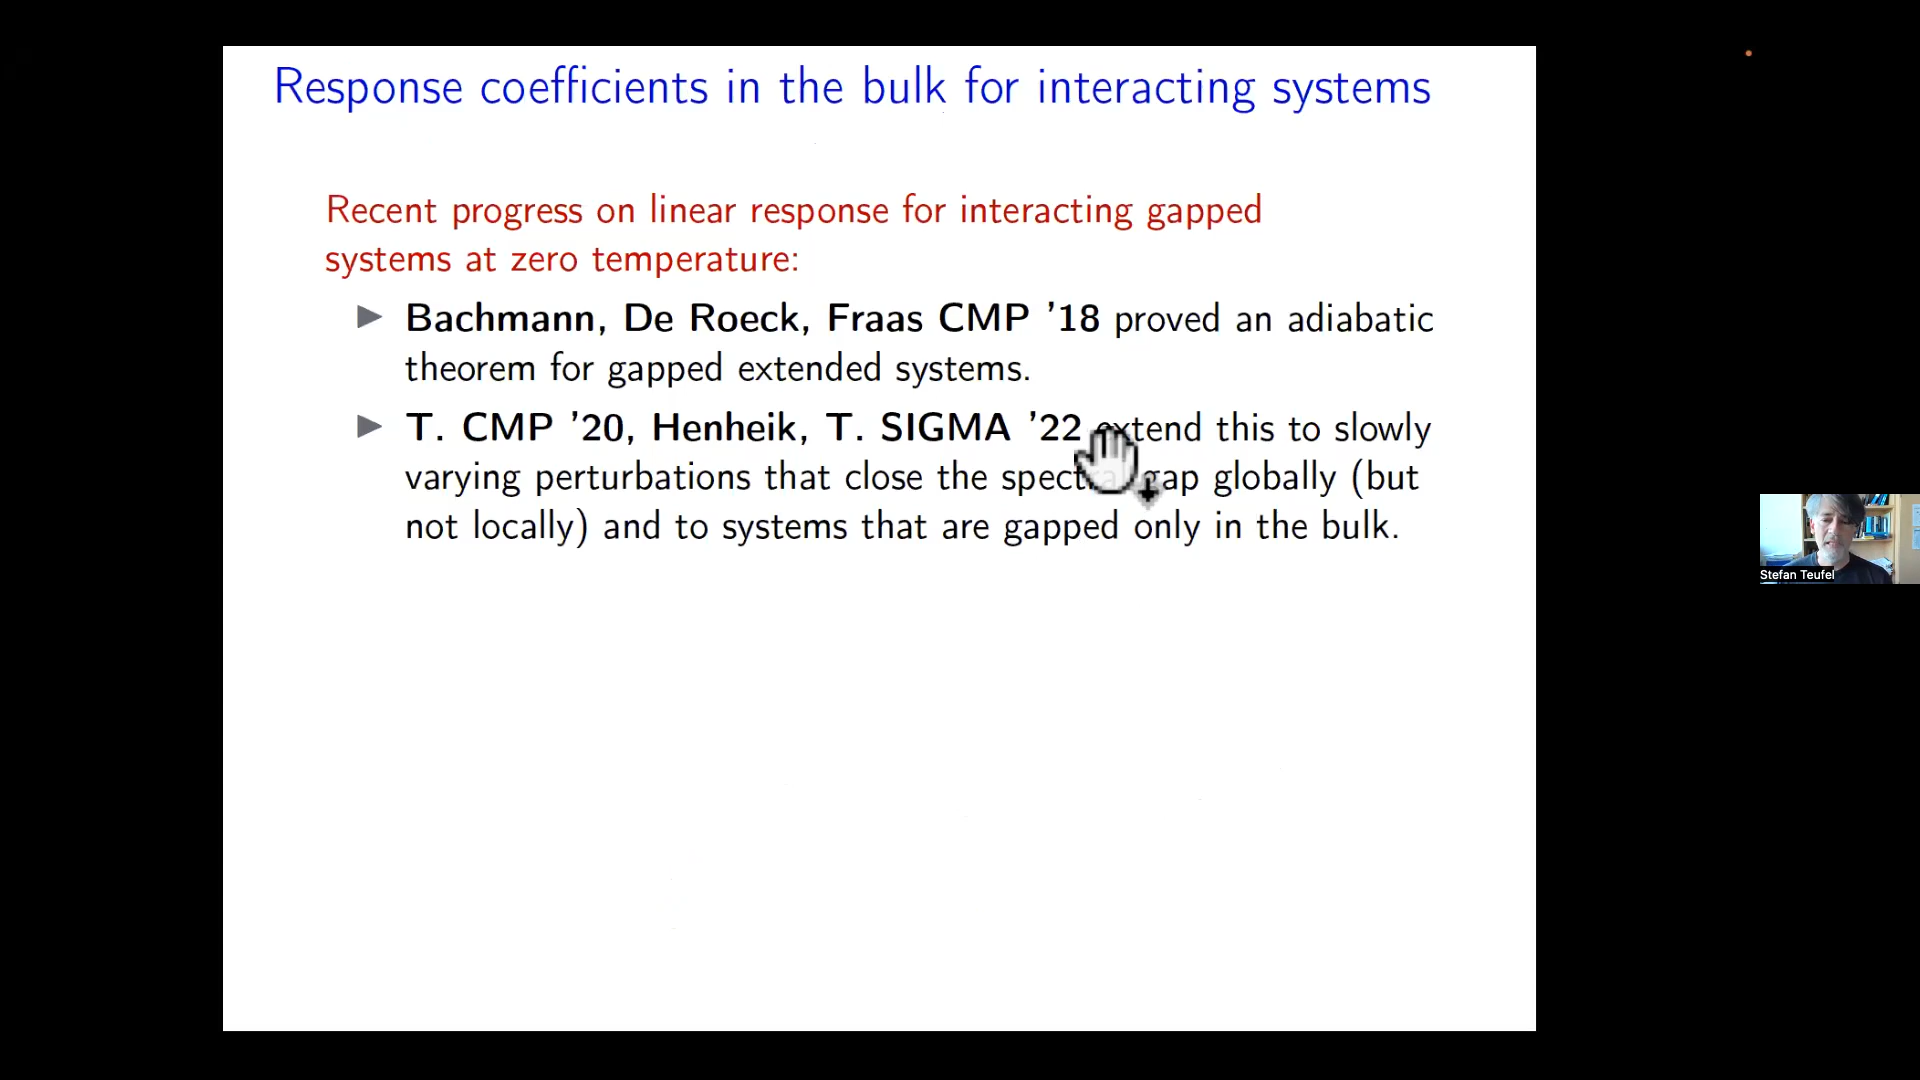 Response coefficients in the bulk for interacting systems
Recent progress on linear response for interacting gapped
systems at zero temperature:
Bachmann, De Roeck, Fraas CMP '18 proved an adiabatic
theorem for gapped extended systems.
T. CMP '20, Henheik, T. SIGMA '22 extend this to slowly
varying perturbations that close the spectral gap globally (but
not locally) and to systems that are gapped only in the bulk.
Stefan Teufel